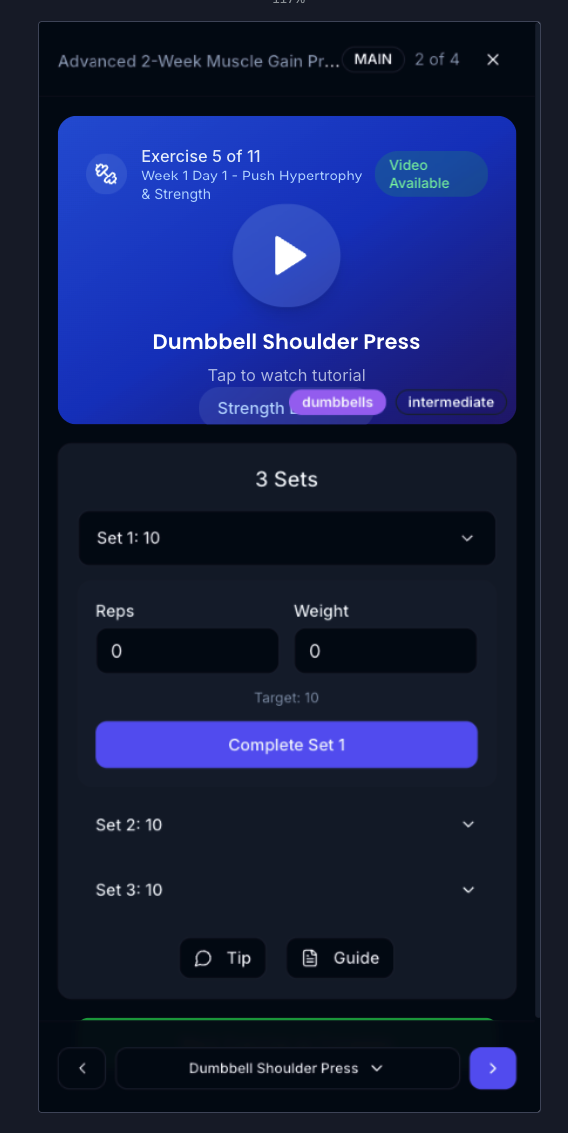 117%
Advanced 2-Week Muscle Gain Pr... MAIN 2 of 4
Exercise 5 of 11
Week 1 Day 1 - Push Hypertrophy
& Strength
Video
Available
Dumbbell Shoulder Press
Tap to watch tutorial
Strength
dumbbells
intermediate
3 Sets
Set 1: 10
Reps
Weight
0
0
Target: 10
Complete Set 1
Set 2: 10
Set 3: 10
Tip
Guide
Dumbbell Shoulder Press